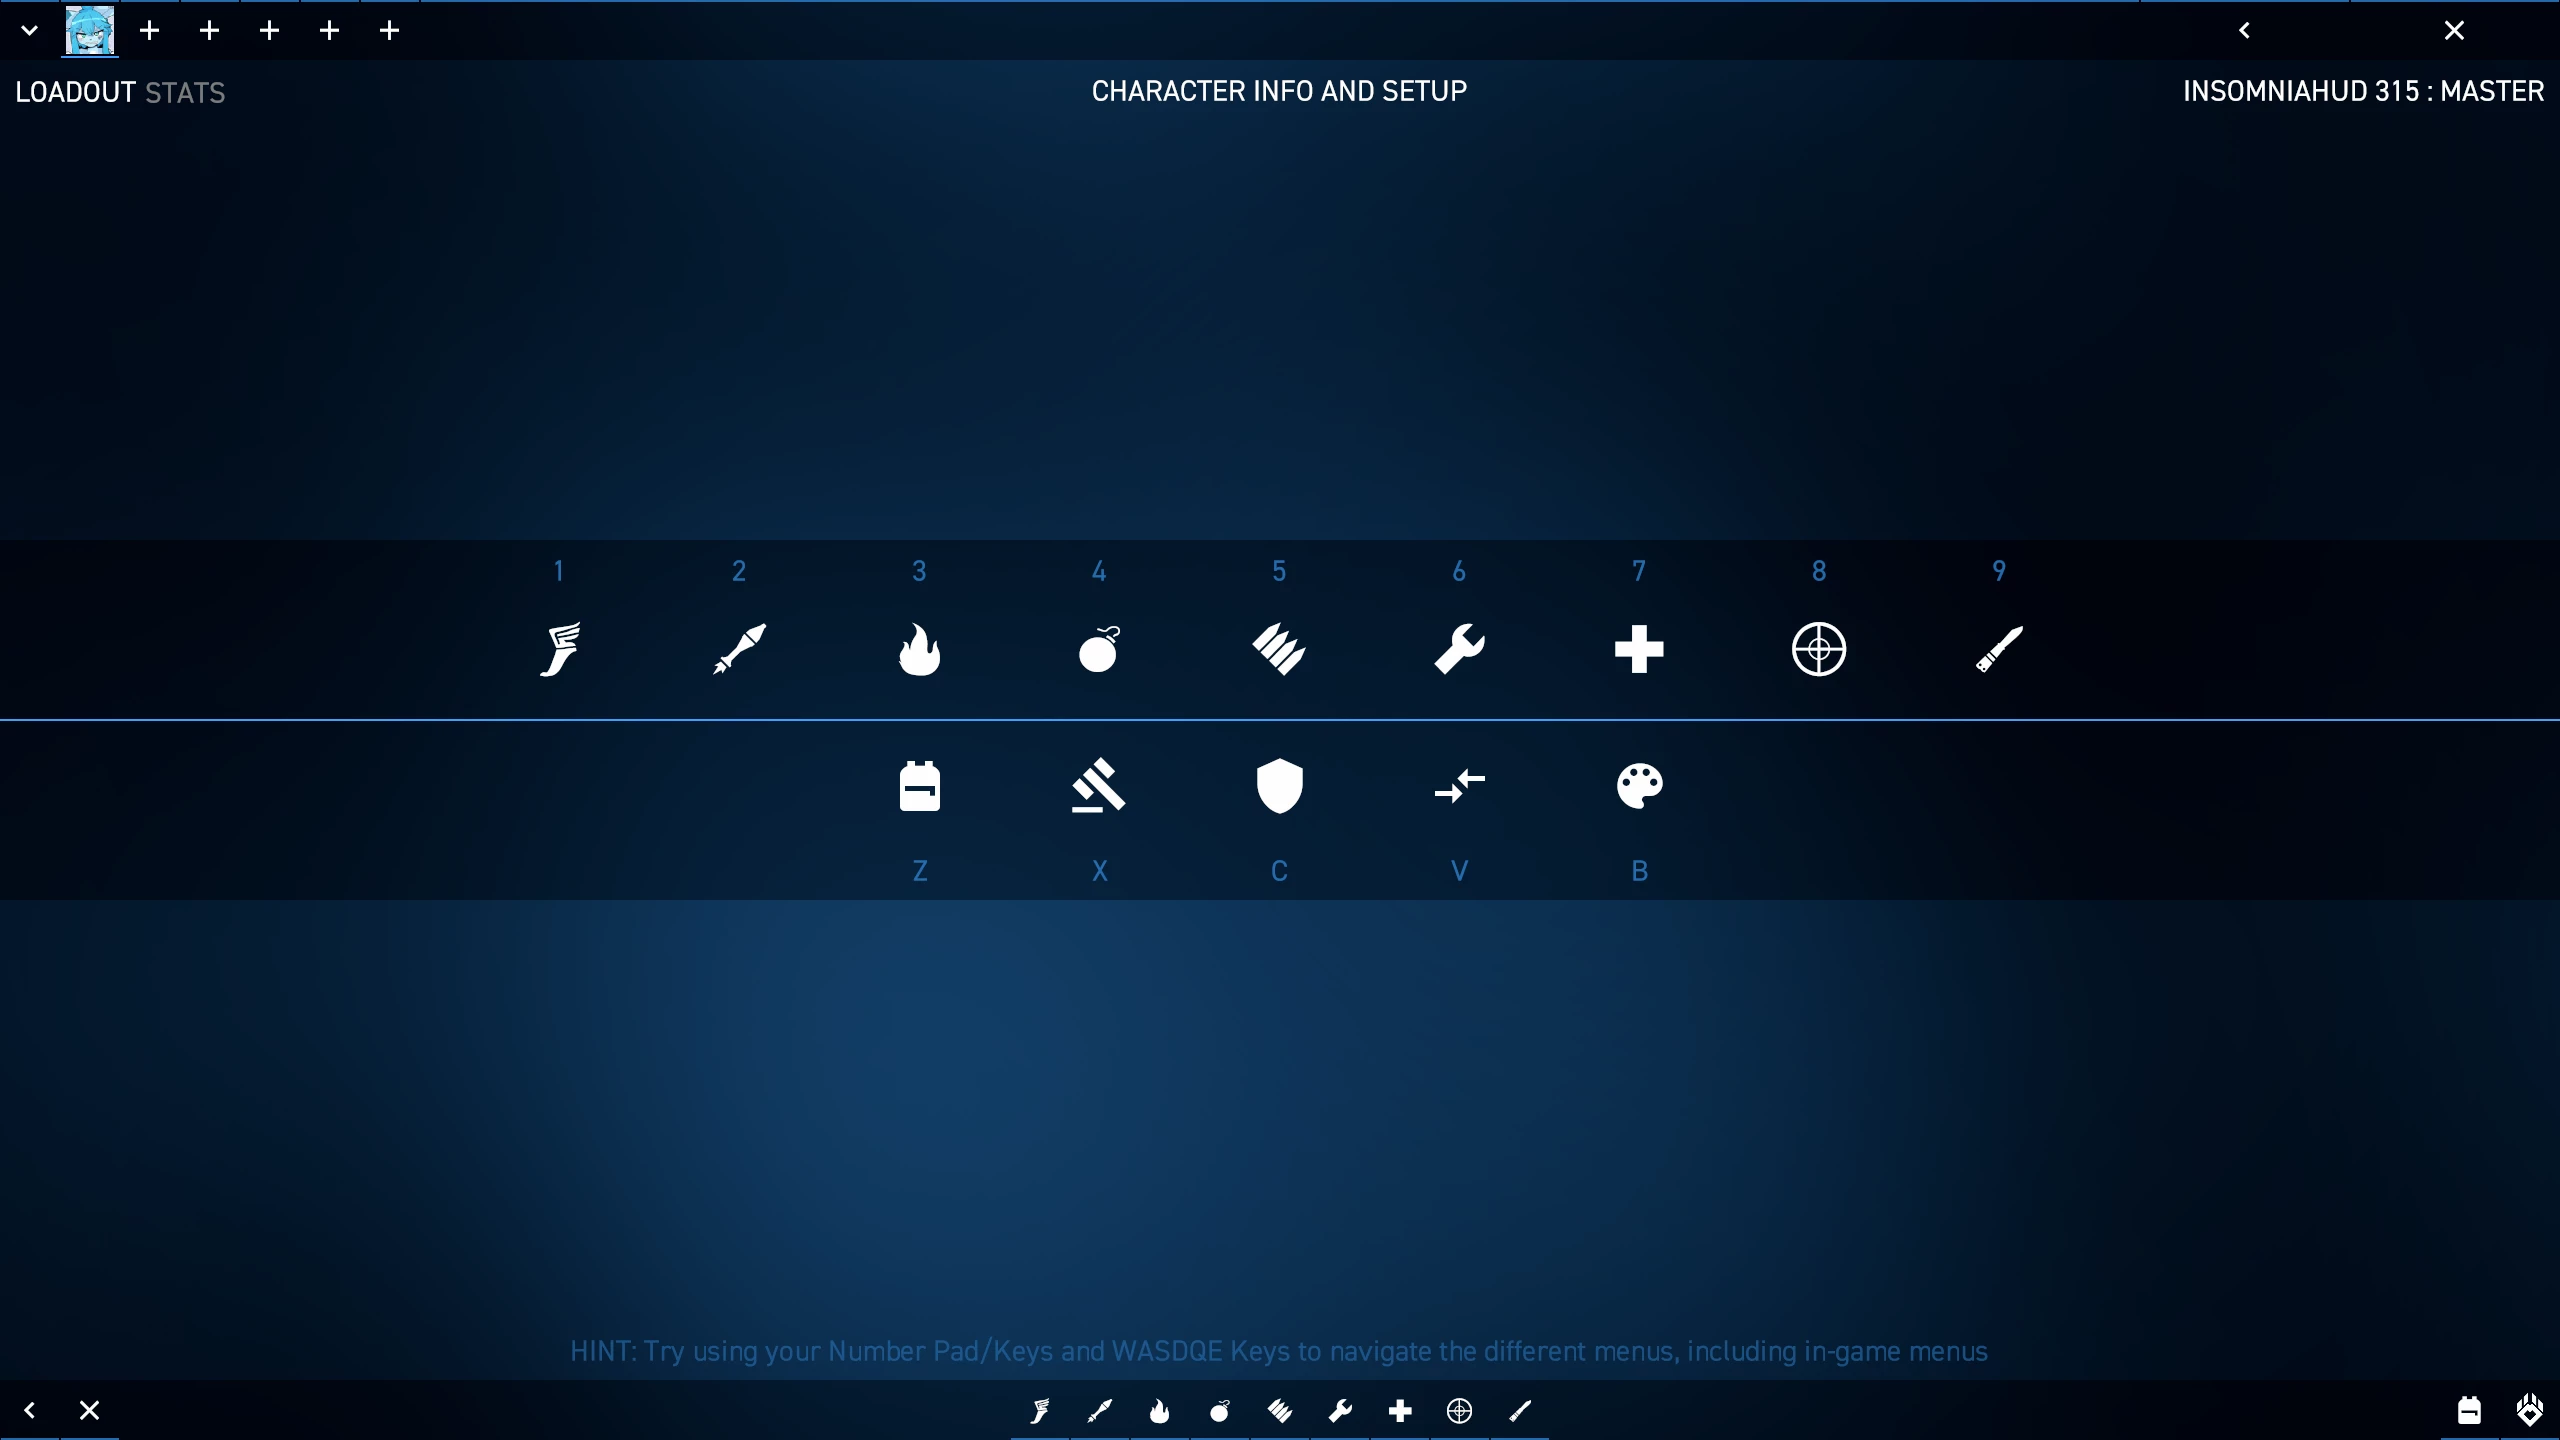 LOADOUT STATS
CHARACTER INFO AND SETUP
INSOMNIAHUD 315 : MASTER
1 2 3 4 5 6 7 8 9
Z X C V B
HINT: Try using your Number Pad/Keys and WASDQE Keys to navigate the different menus, including in-game menus